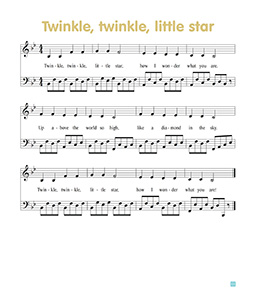 Twinkle, twinkle, little star
Twin - kle, twin - kle, lit - tle star, how I won - der what you are.
Up a - bove the world so high, like a dia - mond in the sky.
Twin - kle, twin - kle, lit - tle star, how I won - der what you are!